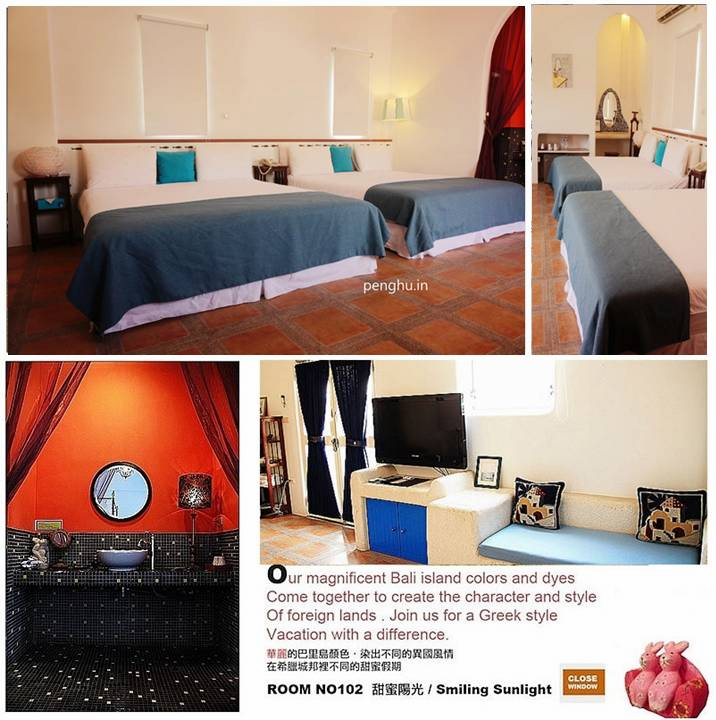 penghu.in
Our magnificent Bali island colors and dyes
Come together to create the character and style
Of foreign lands . Join us for a Greek style
Vacation with a difference.
華麗的巴里島顏色‧染出不同的異國風情
在希臘城邦裡不同的甜蜜假期
ROOM NO102 甜蜜陽光 / Smiling Sunlight
CLOSE
WINDOW